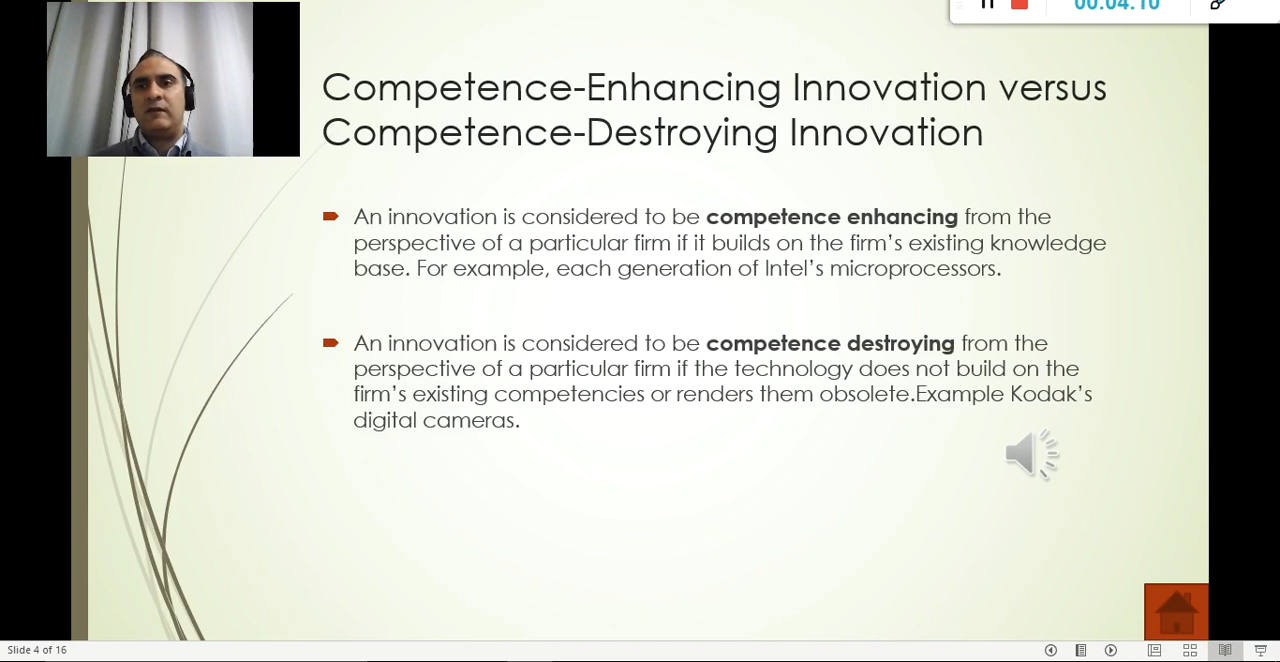 00:04:10
Competence-Enhancing Innovation versus
Competence-Destroying Innovation
An innovation is considered to be competence enhancing from the
perspective of a particular firm if it builds on the firm’s existing knowledge
base. For example, each generation of Intel’s microprocessors.
An innovation is considered to be competence destroying from the
perspective of a particular firm if the technology does not build on the
firm’s existing competencies or renders them obsolete.Example Kodak’s
digital cameras.
Slide 4 of 16